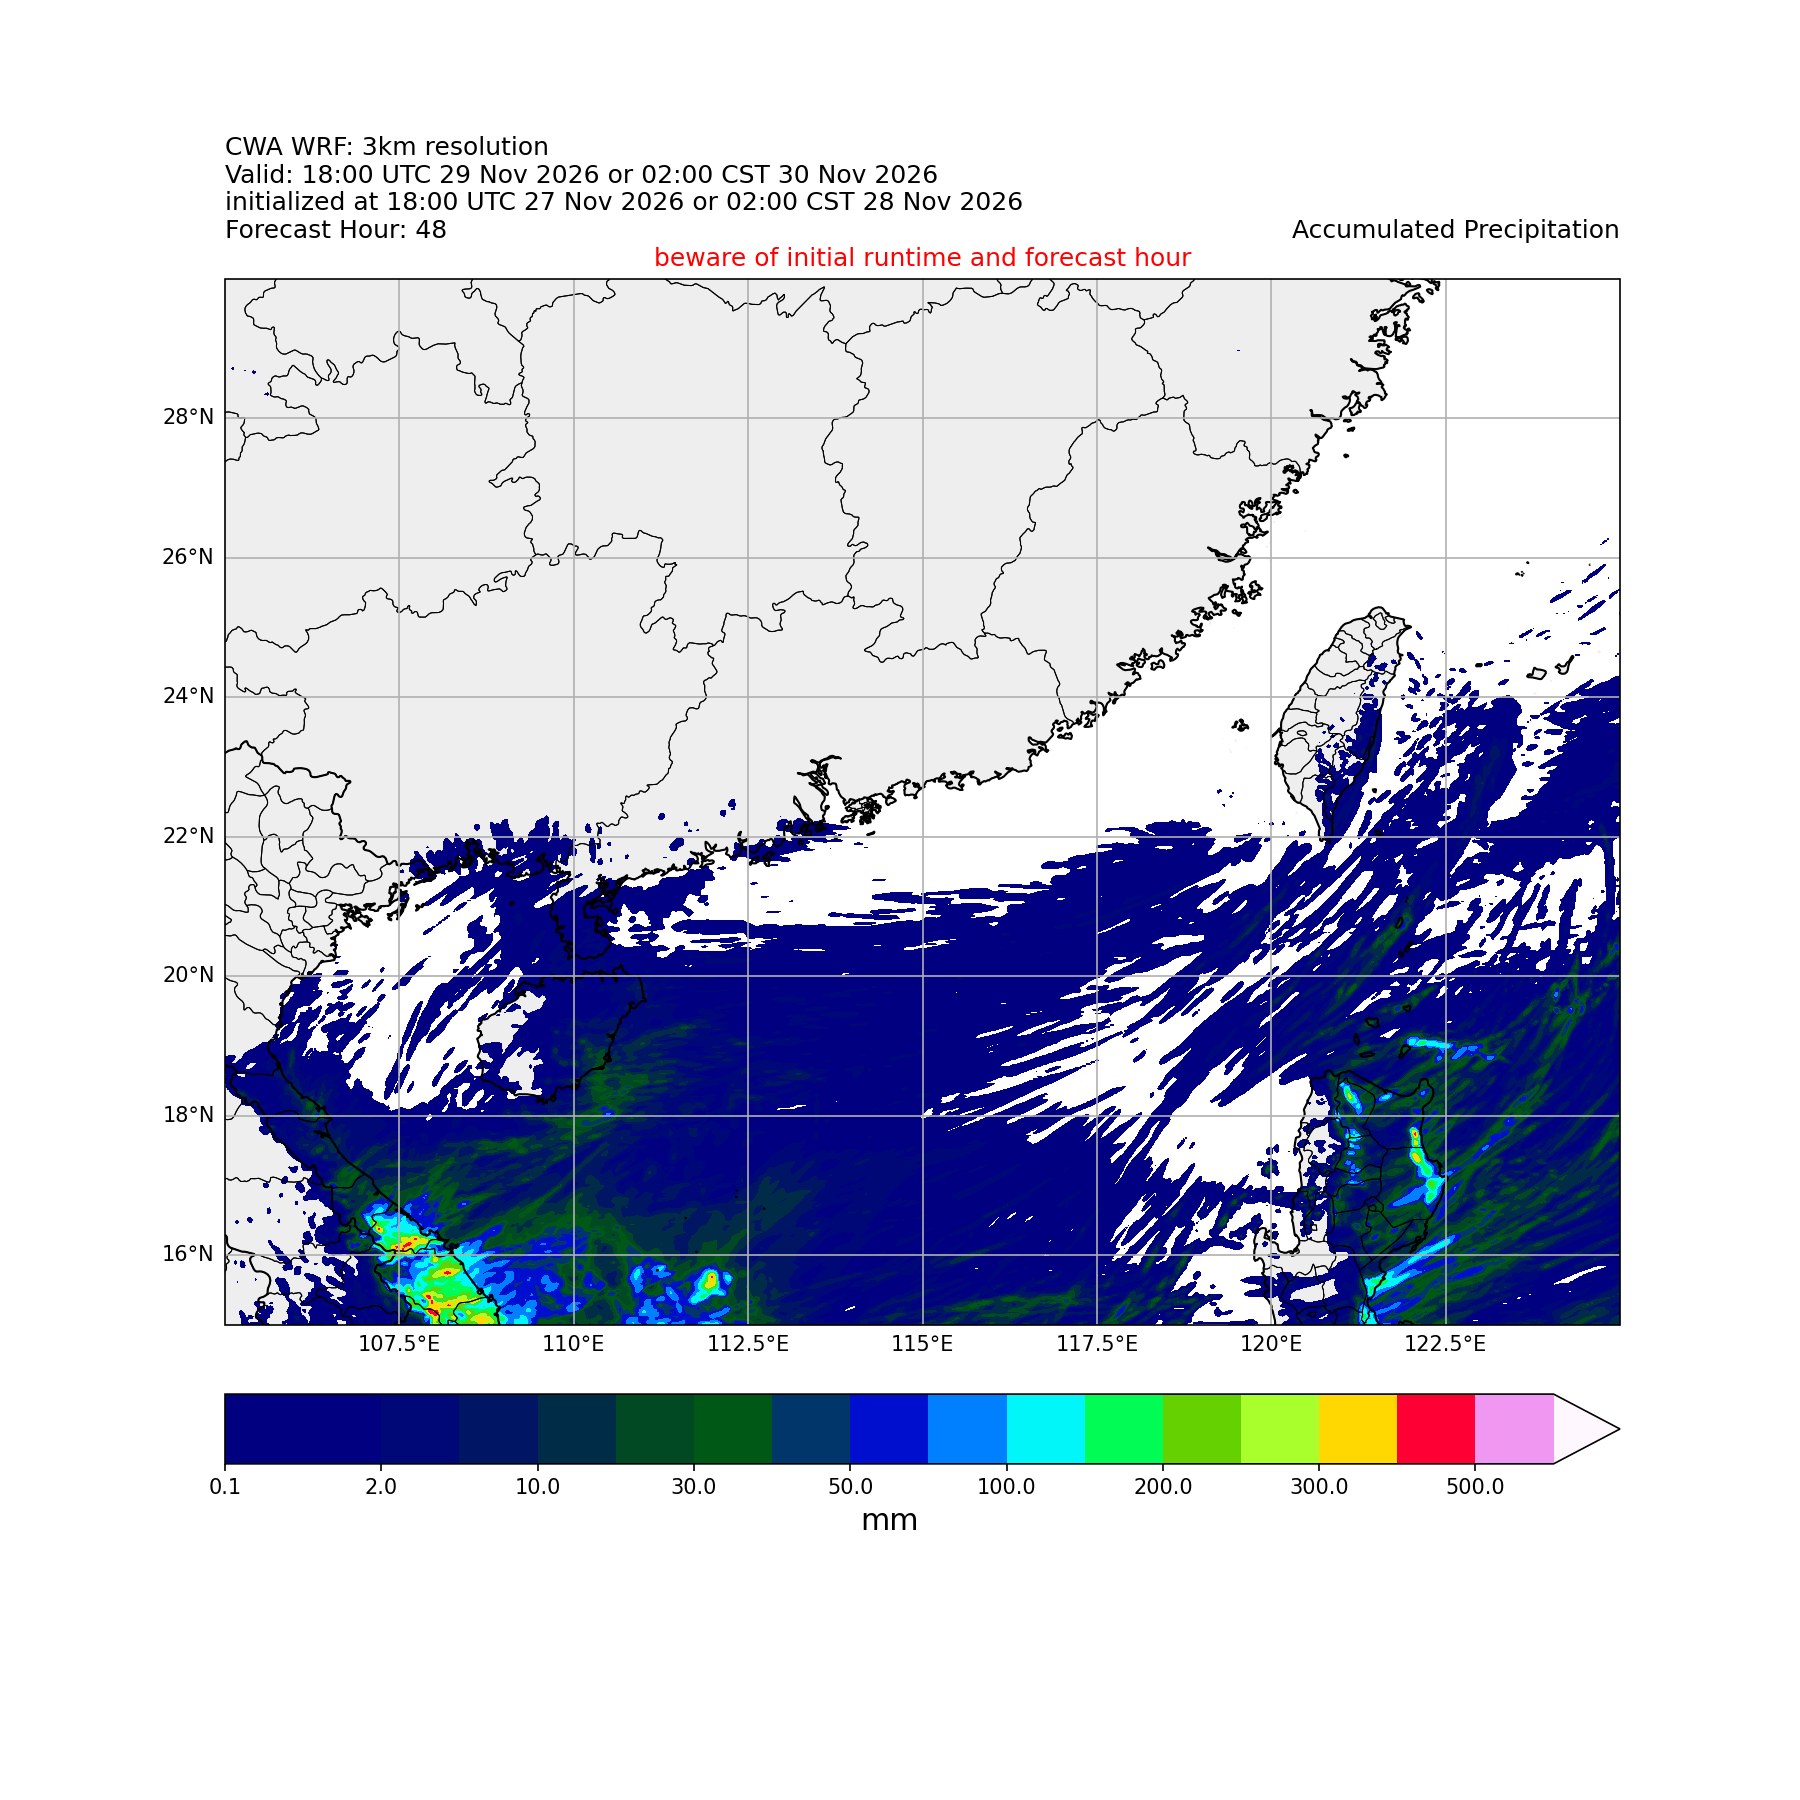 CWA WRF: 3km resolution
Valid: 18:00 UTC 29 Nov 2026 or 02:00 CST 30 Nov 2026
initialized at 18:00 UTC 27 Nov 2026 or 02:00 CST 28 Nov 2026
Forecast Hour: 48
Accumulated Precipitation
beware of initial runtime and forecast hour
28°N
26°N
24°N
22°N
20°N
18°N
16°N
107.5°E 110°E 112.5°E 115°E 117.5°E 120°E 122.5°E
0.1 2.0 10.0 30.0 50.0 100.0 200.0 300.0 500.0
mm